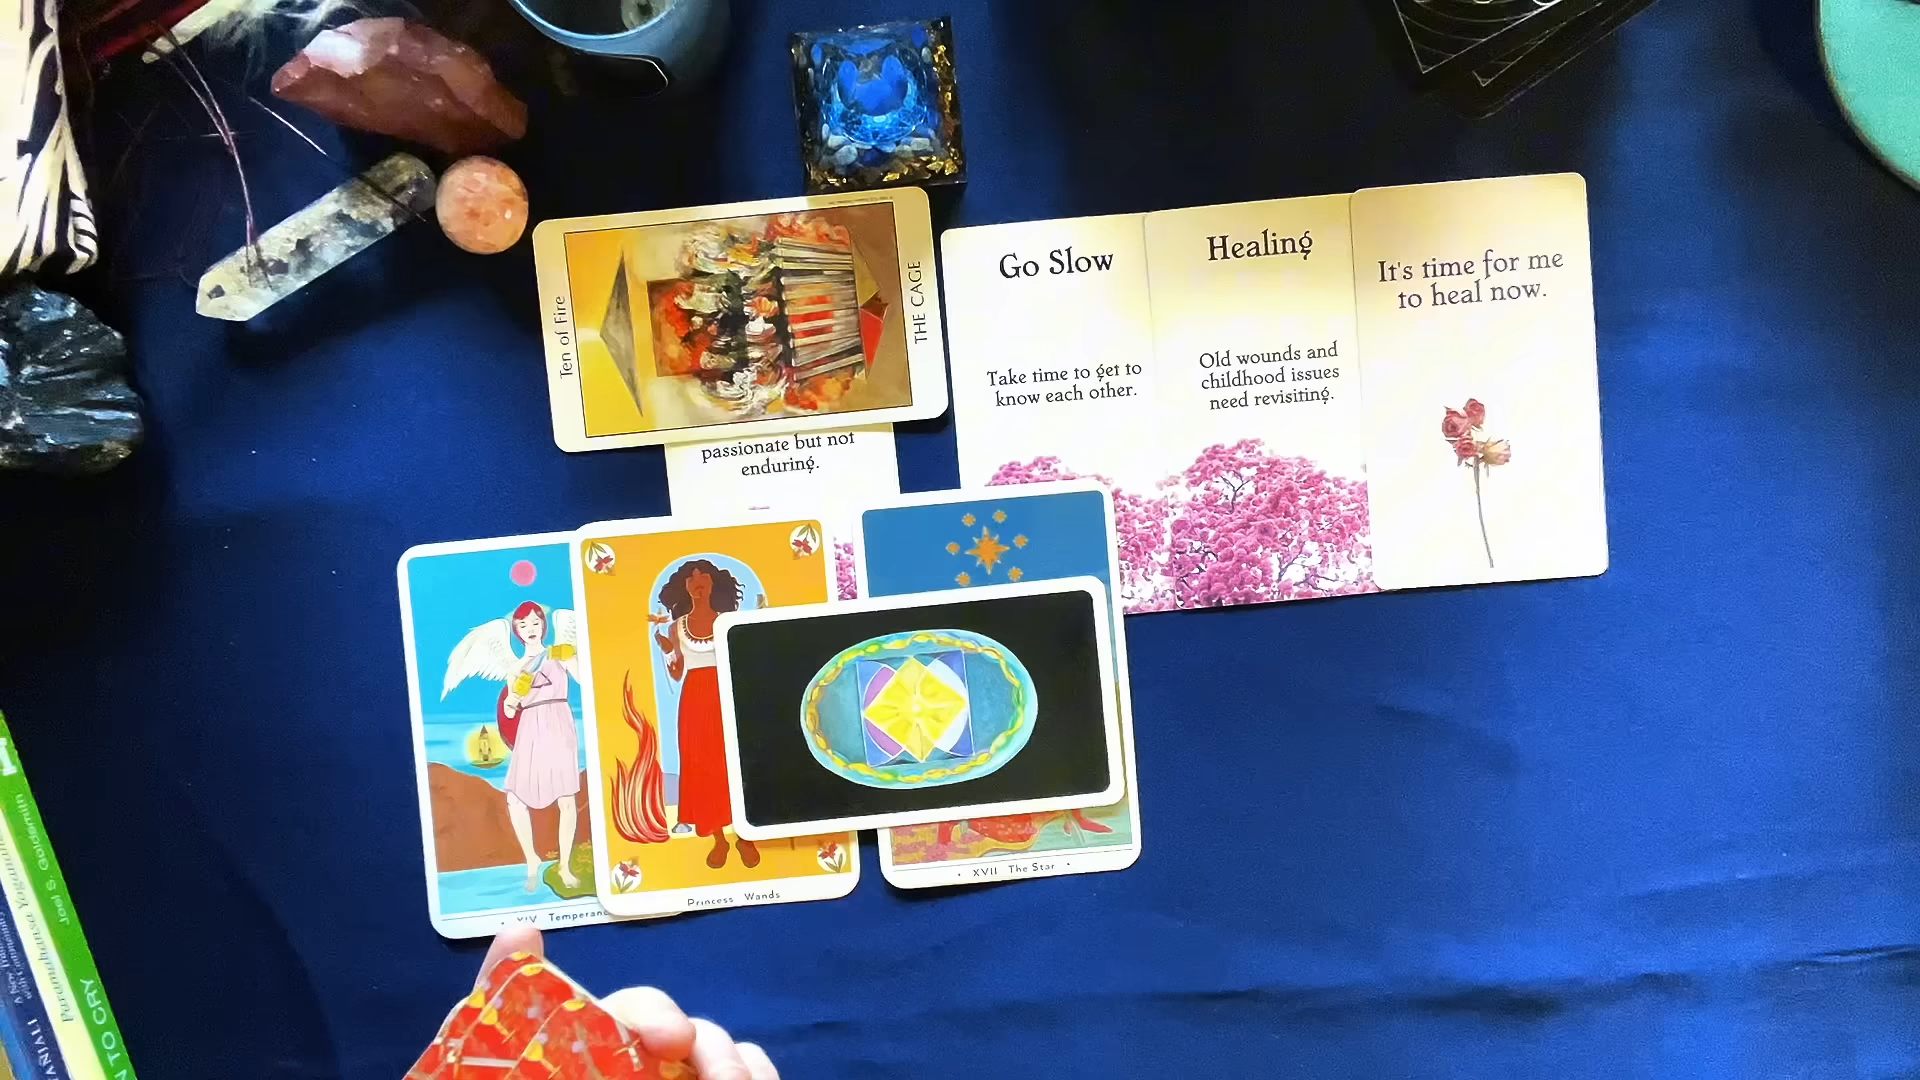 Ten of Fire
THE CAGE
Go Slow
Take time to get to
know each other.
Healing
Old wounds and
childhood issues
need revisiting.
It's time for me
to heal now.
passionate but not
enduring.
XIV Temperanc
Princess Wands
XVII The Star
Joel S. Goldsmith
Paramahansa Yogananda
N TO CRY
ANJALI